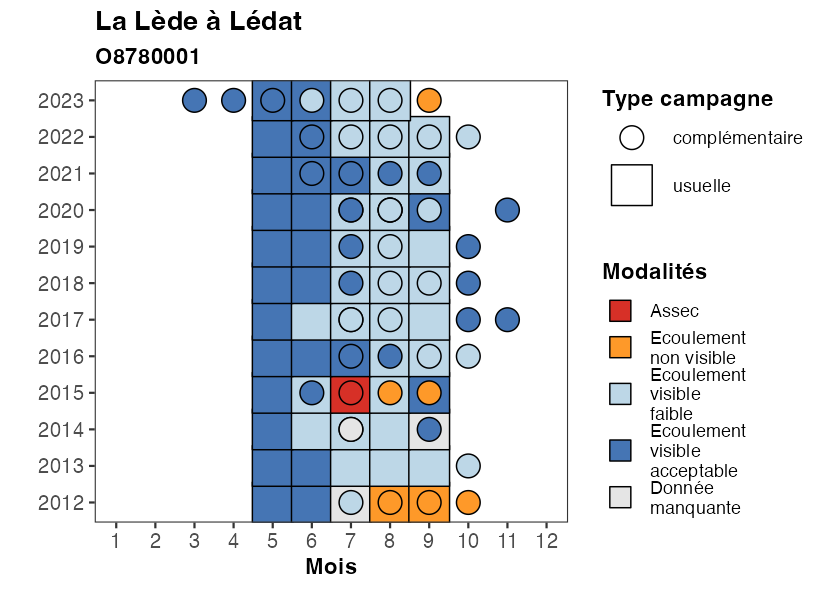 La Lède à Lédat
O8780001
2023
2022
2021
2020
2019
2018
2017
2016
2015
2014
2013
2012
1 2 3 4 5 6 7 8 9 10 11 12
Mois
Type campagne
complémentaire
usuelle
Modalités
Assec
Ecoulement
non visible
Ecoulement
visible
faible
Ecoulement
visible
acceptable
Donnée
manquante